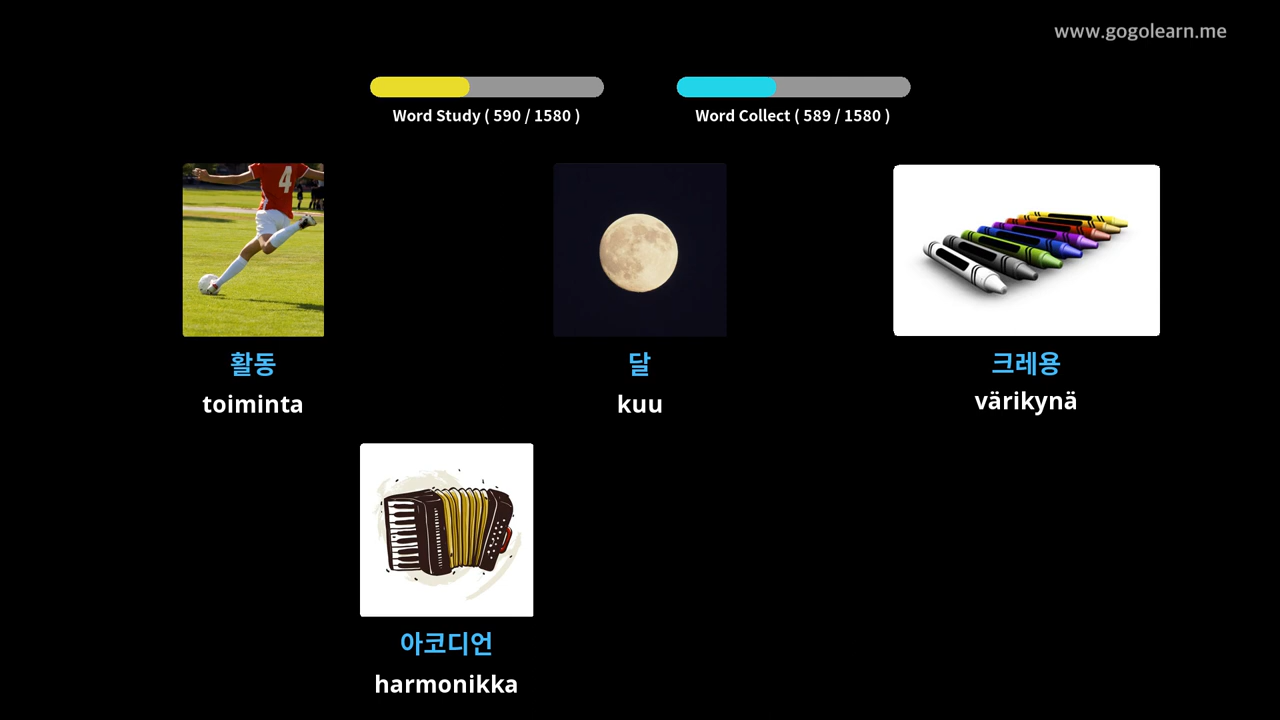 www.gogolearn.me
Word Study ( 590 / 1580 )
Word Collect ( 589 / 1580 )
4
활동
toiminta
달
kuu
크레용
värikynä
아코디언
harmonikka